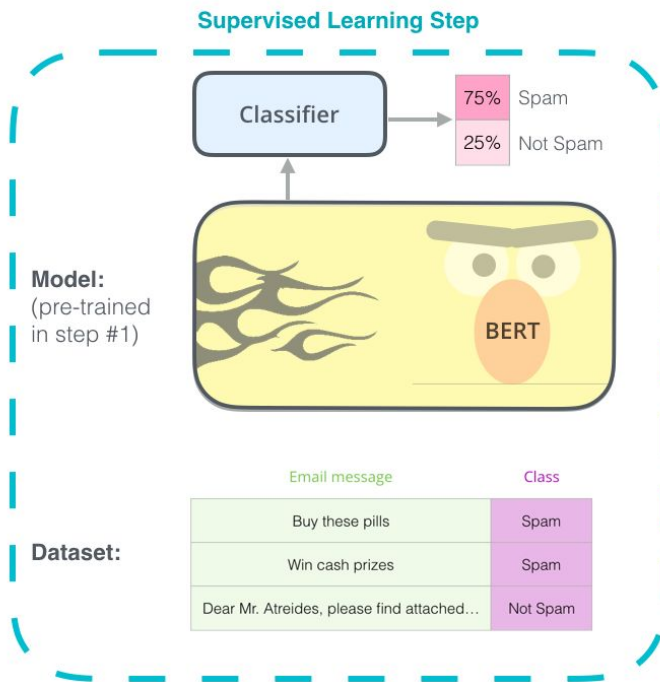 Supervised Learning Step
Classifier
75% Spam
25% Not Spam
Model:
(pre-trained
in step #1)
BERT
Email message Class
Buy these pills Spam
Dataset:
Win cash prizes Spam
Dear Mr. Atreides, please find attached… Not Spam